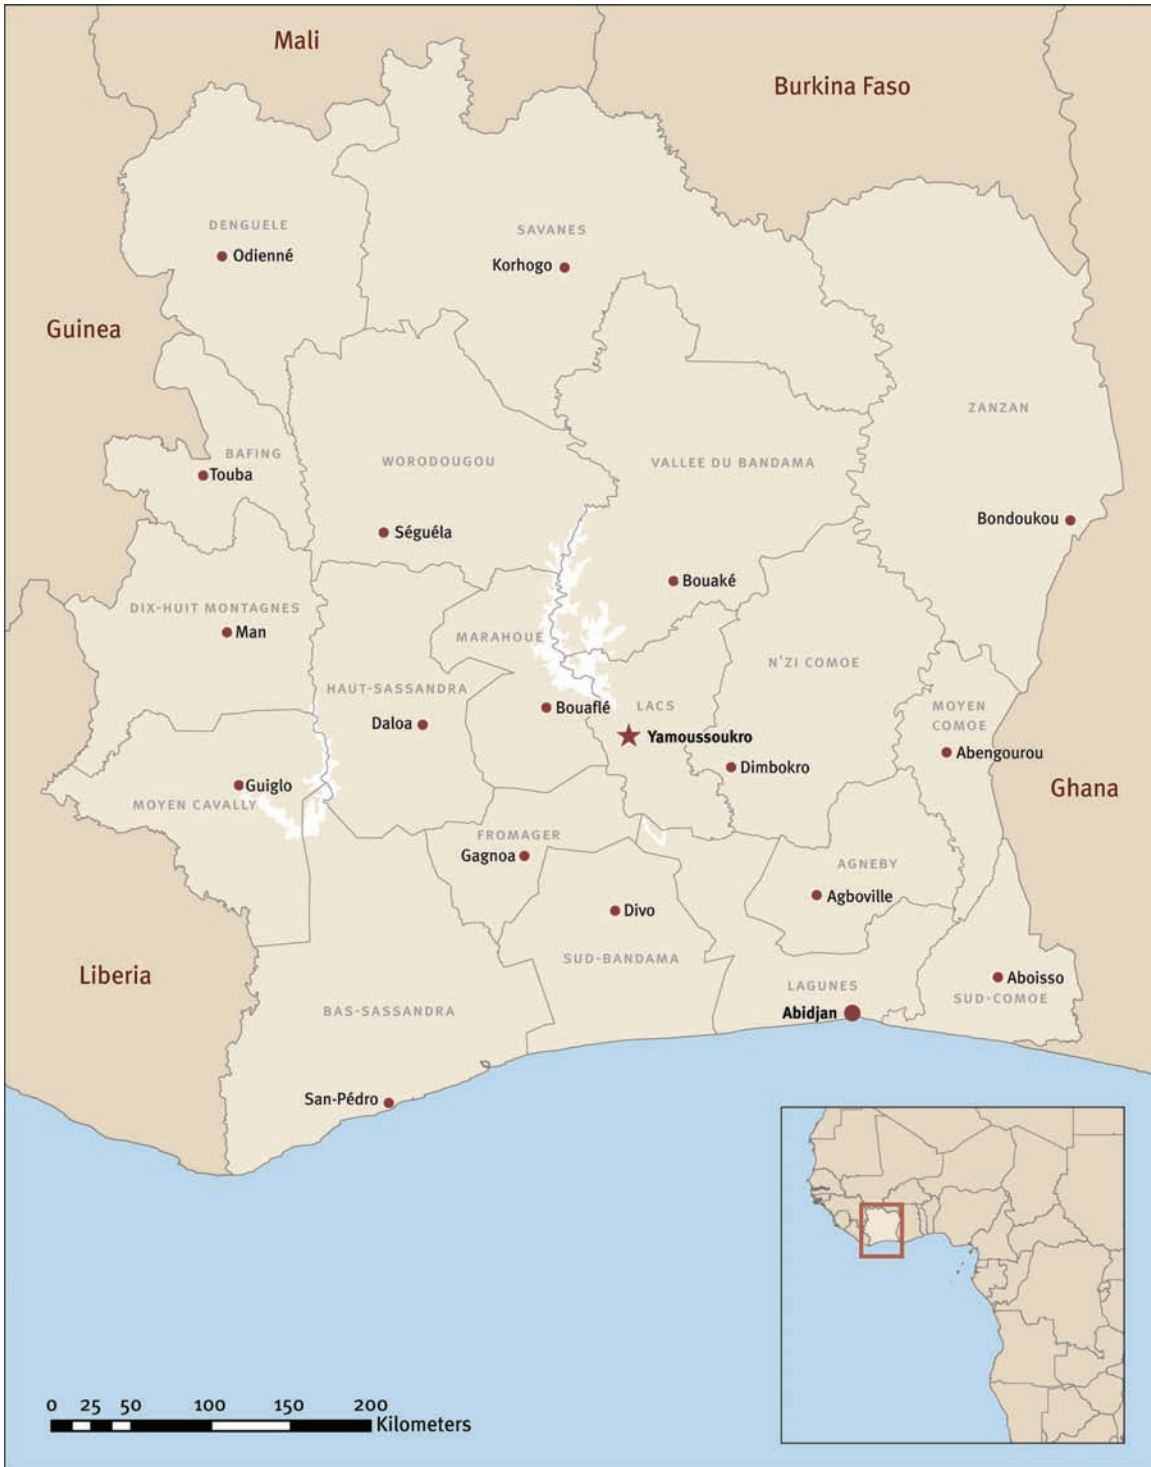 Mali
Burkina Faso
DENGUELE
Odienné
SAVANES
Korhogo
Guinea
ZANZAN
BAFING
Touba
WORODOUGOU
VALLEE DU BANDAMA
Séguéla
Bondoukou
Bouaké
DIX-HUIT MONTAGNES
Man
MARAHOUE
N'ZI COMOE
HAUT-SASSANDRA
Daloa
Bouaflé
LACS
Yamoussoukro
MOYEN
COMOE
Abengourou
Dimbokro
Guiglo
MOYEN CAVALLY
Ghana
FROMAGER
Gagnoa
AGNEBY
Agboville
Divo
SUD-BANDAMA
Liberia
LAGUNES
Abidjan
Aboisso
SUD-COMOE
BAS-SASSANDRA
San-Pédro
0 25 50 100 150 200
Kilometers